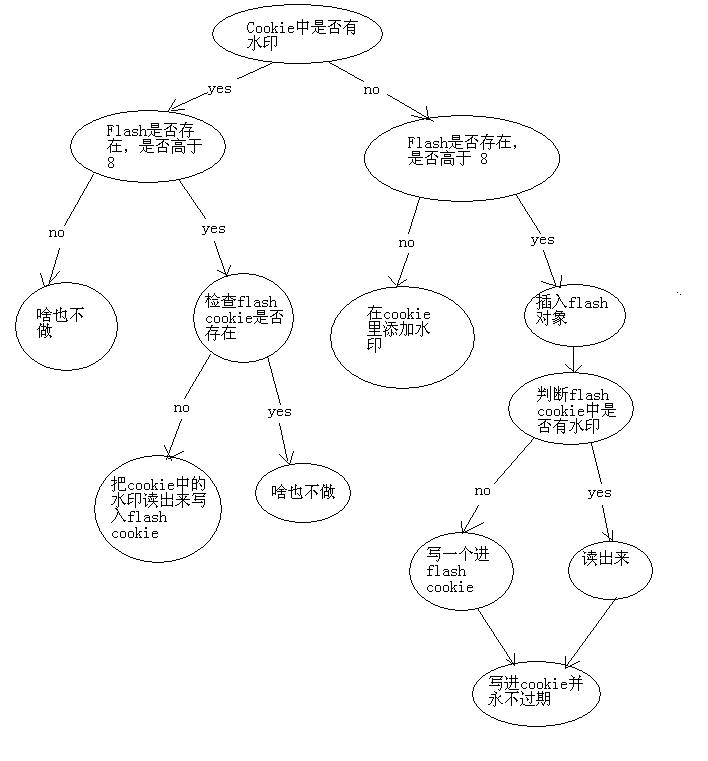 Cookie中是否有
水印
yes
no
Flash是否存
在，是否高于
8
Flash是否存在，
是否高于 8
no
yes
no
yes
啥也不
做
检查flash
cookie是否
存在
在cookie
里添加水
印
插入flash
对象
no
yes
判断flash
cookie中是
否有水印
把cookie中的
水印读出来写
入flash
cookie
啥也不做
no
yes
写一个进
flash
cookie
读出来
写进cookie并
永不过期